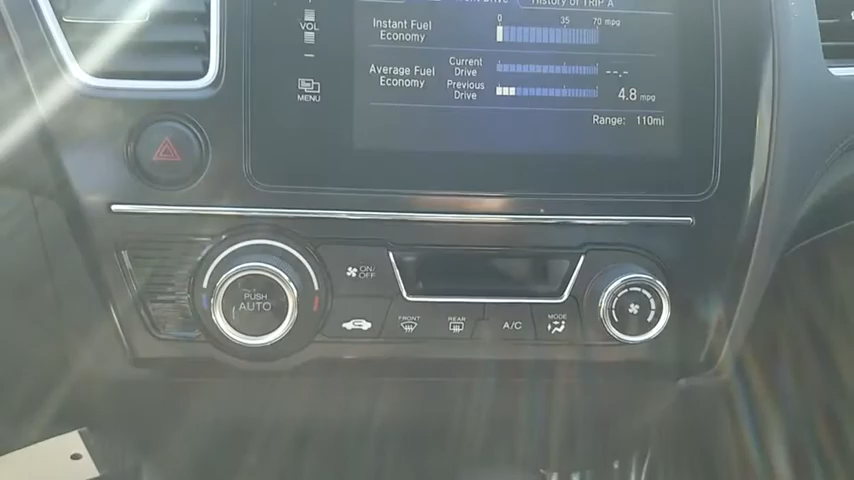 History of TRIP A
VOL
Instant Fuel
Economy
0 35 70 mpg
Average Fuel
Economy
Current
Drive
--.-
Previous
Drive
4.8 mpg
MENU
Range: 110mi
ON/
OFF
PUSH
AUTO
FRONT
REAR
A/C
MODE